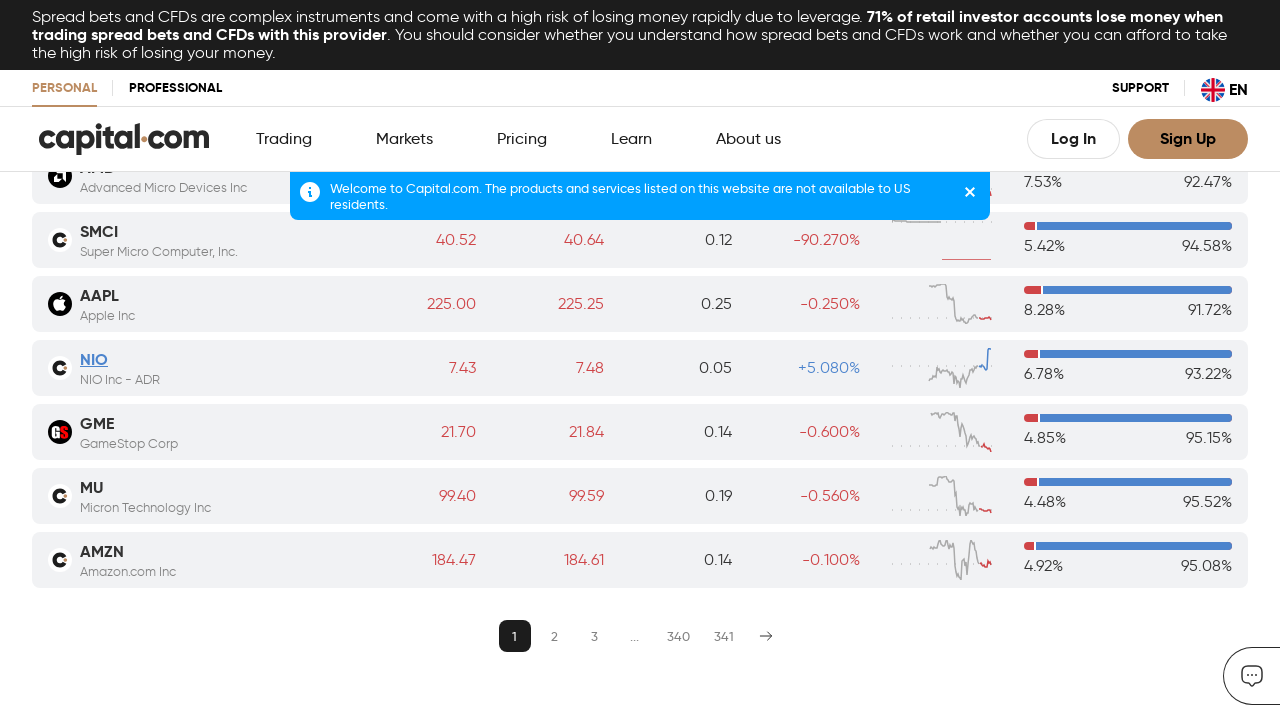 Spread bets and CFDs are complex instruments and come with a high risk of losing money rapidly due to leverage. 71% of retail investor accounts lose money when
trading spread bets and CFDs with this provider. You should consider whether you understand how spread bets and CFDs work and whether you can afford to take
the high risk of losing your money.
PERSONAL PROFESSIONAL SUPPORT EN
capital.com Trading Markets Pricing Learn About us Log In Sign Up
Advanced Micro Devices Inc 7.53% 92.47%
Welcome to Capital.com. The products and services listed on this website are not available to US
residents.
SMCI 40.52 40.64 0.12 -90.270%
Super Micro Computer, Inc. 5.42% 94.58%
AAPL 225.00 225.25 0.25 -0.250%
Apple Inc 8.28% 91.72%
NIO 7.43 7.48 0.05 +5.080%
NIO Inc - ADR 6.78% 93.22%
GME 21.70 21.84 0.14 -0.600%
GameStop Corp 4.85% 95.15%
MU 99.40 99.59 0.19 -0.560%
Micron Technology Inc 4.48% 95.52%
AMZN 184.47 184.61 0.14 -0.100%
Amazon.com Inc 4.92% 95.08%
1 2 3 ... 340 341